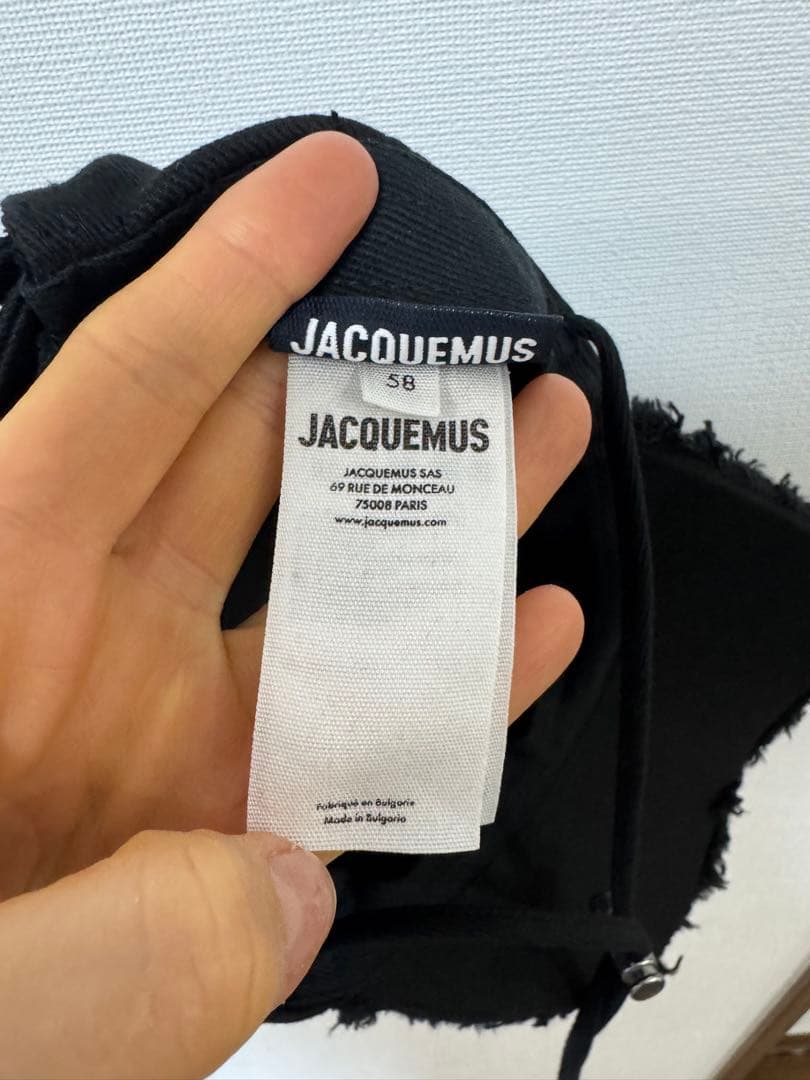 JACQUEMUS
58
JACQUEMUS
JACQUEMUS SAS
69 RUE DE MONCEAU
75008 PARIS
www.jacquemus.com
Fabriqué en Bulgarie
Made in Bulgaria